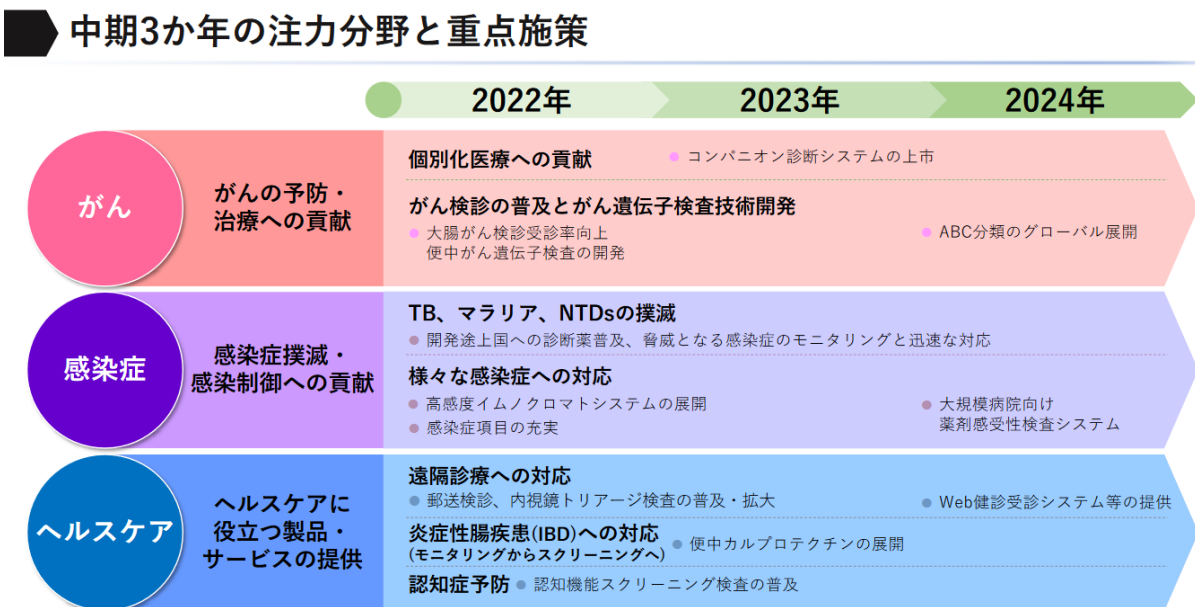 中期3か年の注力分野と重点施策
2022年
2023年
2024年
がん
がんの予防・
治療への貢献
個別化医療への貢献
● コンパニオン診断システムの上市
がん検診の普及とがん遺伝子検査技術開発
● 大腸がん検診受診率向上
便中がん遺伝子検査の開発
● ABC分類のグローバル展開
感染症
感染症撲滅・
感染制御への貢献
TB、マラリア、NTDsの撲滅
● 開発途上国への診断薬普及、脅威となる感染症のモニタリングと迅速な対応
様々な感染症への対応
● 高感度イムノクロマトシステムの展開
● 感染症項目の充実
● 大規模病院向け
薬剤感受性検査システム
ヘルスケア
ヘルスケアに
役立つ製品・
サービスの提供
遠隔診療への対応
● 郵送検診、内視鏡トリアージ検査の普及・拡大
● Web健診受診システム等の提供
炎症性腸疾患(IBD)への対応
(モニタリングからスクリーニングへ)
● 便中カルプロテクチンの展開
認知症予防 ● 認知機能スクリーニング検査の普及